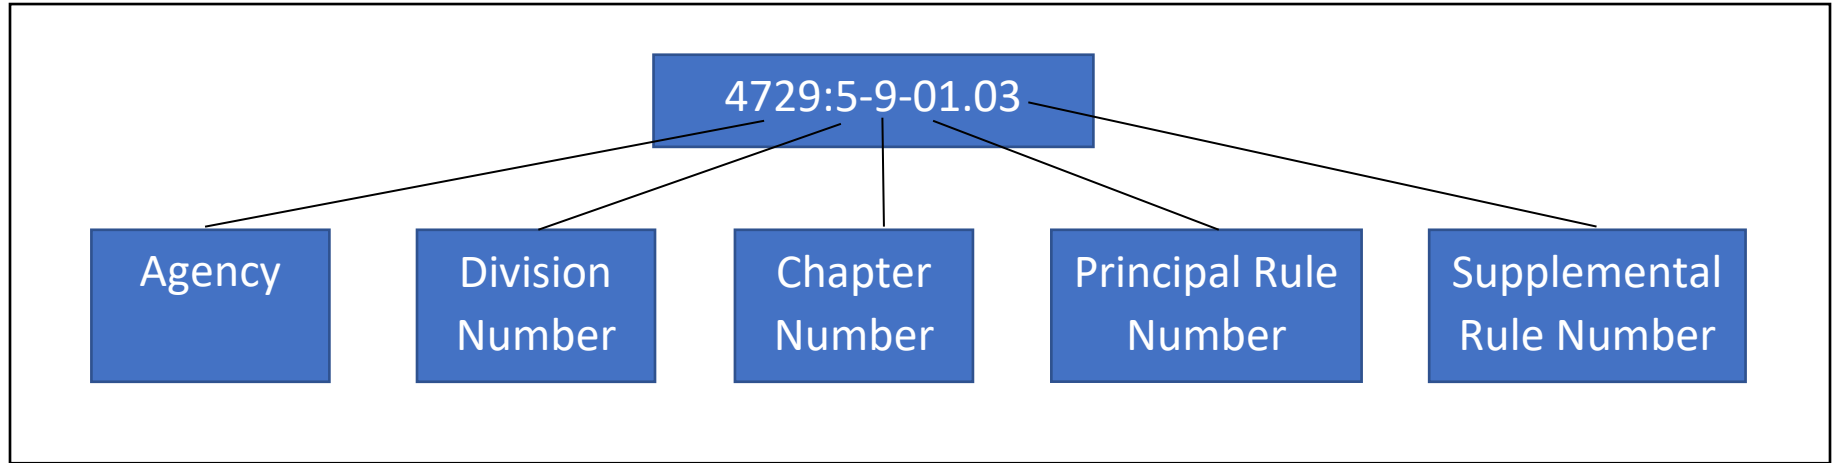 4729:5-9-01.03
Agency
Division
Number
Chapter
Number
Principal Rule
Number
Supplemental
Rule Number